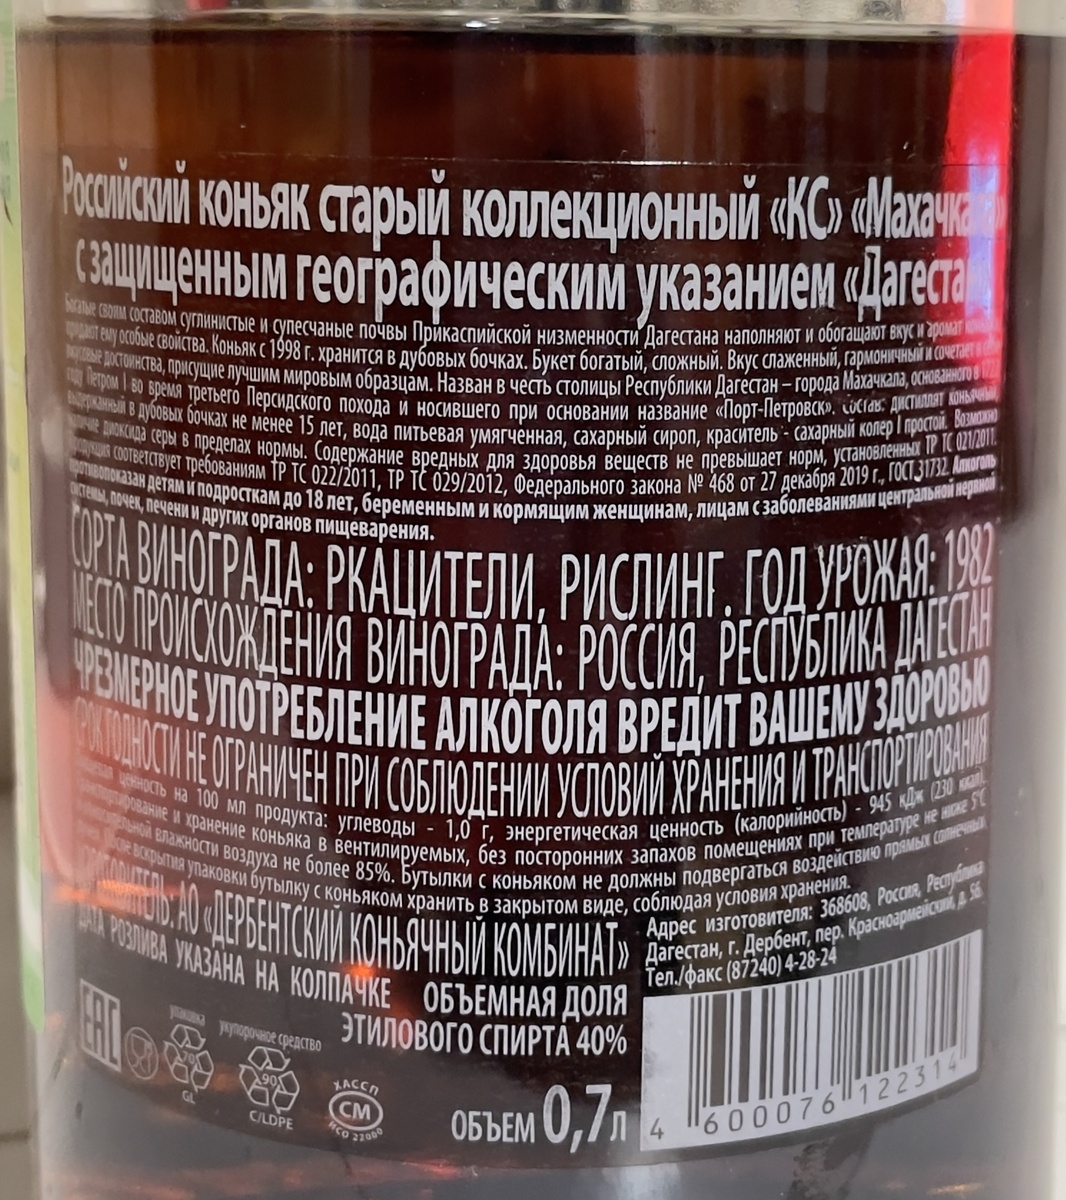 Российский коньяк старый коллекционный «КС» «Махачкала»
с защищенным географическим указанием «Дагестан»
Богатые своим составом суглинистые и супесчаные почвы Прикаспийской низменности Дагестана наполняют и обогащают вкус и аромат
придают ему особые свойства. Коньяк с 1998 г. хранится в дубовых бочках. Букет богатый, сложный. Вкус слаженный, гармоничный и сочетает в
вкусовые достоинства, присущие лучшим мировым образцам. Назван в честь столицы Республики Дагестан – города Махачкала, основанного в
году Петром I во время третьего Персидского похода и носившего при основании название «Порт-Петровск». Состав: дистиллят коньячный
выдержанный в дубовых бочках не менее 15 лет, вода питьевая умягченная, сахарный сироп, краситель - сахарный колер I простой. Возможно
наличие диоксида серы в пределах нормы. Содержание вредных для здоровья веществ не превышает норм, установленных ТР ТС 021/2011.
Продукция соответствует требованиям ТР ТС 022/2011, ТР ТС 029/2012, Федерального закона № 468 от 27 декабря 2019 г., ГОСТ 31732. Алкоголь
противопоказан детям и подросткам до 18 лет, беременным и кормящим женщинам, лицам с заболеваниями центральной нервной
системы, почек, печени и других органов пищеварения.
СОРТА ВИНОГРАДА: РКАЦИТЕЛИ, РИСЛИНГ. ГОД УРОЖАЯ: 1982
МЕСТО ПРОИСХОЖДЕНИЯ ВИНОГРАДА: РОССИЯ, РЕСПУБЛИКА ДАГЕСТАН
ЧРЕЗМЕРНОЕ УПОТРЕБЛЕНИЕ АЛКОГОЛЯ ВРЕДИТ ВАШЕМУ ЗДОРОВЬЮ
СРОК ГОДНОСТИ НЕ ОГРАНИЧЕН ПРИ СОБЛЮДЕНИИ УСЛОВИЙ ХРАНЕНИЯ И ТРАНСПОРТИРОВАНИЯ
Пищевая ценность на 100 мл продукта: углеводы - 1,0 г, энергетическая ценность (калорийность) - 945 кДж (230 ккал).
Транспортирование и хранение коньяка в вентилируемых, без посторонних запахов помещениях при температуре не ниже 5°С
относительной влажности воздуха не более 85%. Бутылки с коньяком не должны подвергаться воздействию прямых солнечных
После вскрытия упаковки бутылку с коньяком хранить в закрытом виде, соблюдая условия хранения.
ИЗГОТОВИТЕЛЬ: АО «ДЕРБЕНТСКИЙ КОНЬЯЧНЫЙ КОМБИНАТ»
Адрес изготовителя: 368608, Россия, Республика
Дагестан, г. Дербент, пер. Красноармейский, д. 56.
Тел./факс (87240) 4-28-24
ДАТА РОЗЛИВА УКАЗАНА НА КОЛПАЧКЕ
ОБЪЕМНАЯ ДОЛЯ
ЭТИЛОВОГО СПИРТА 40%
EAC
упаковка
70
GL
укупорочное средство
90
C/LDPE
ХАССП
СМ
ИСО 22000
ОБЪЕМ 0,7л
4 600076 122314